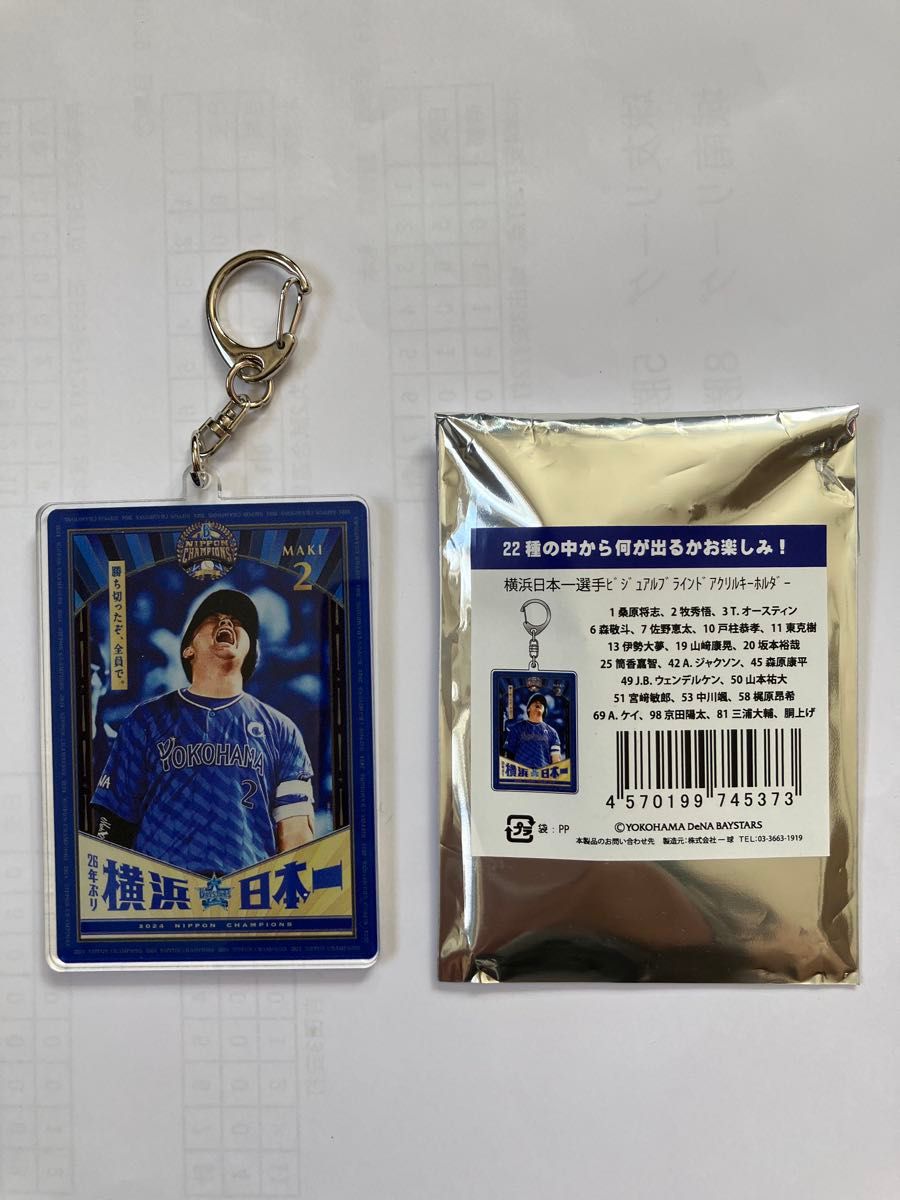 NIPPON
CHAMPIONS
MAKI
2
勝ち切ったぞ、全員で。
YOKOHAMA
2
26年ぶり
横浜 日本一
2024 NIPPON CHAMPIONS
22種の中から何が出るかお楽しみ!
横浜日本一選手ビジュアルブラインドアクリルキーホルダー
1 桑原将志、2 牧秀悟、3 T. オースティン
6 森敬斗、7 佐野恵太、10 戸柱恭孝、11 東克樹
13 伊勢大夢、19 山﨑康晃、20 坂本裕哉
25 筒香嘉智、42 A. ジャクソン、45 森原康平
49 J.B. ウェンデルケン、50 山本祐大
51 宮﨑敏郎、53 中川颯、58 梶原昂希
69 A. ケイ、98 京田陽太、81 三浦大輔、胴上げ
4 570199 745373
プラ 袋:PP
©YOKOHAMA DeNA BAYSTARS
本製品のお問い合わせ先 製造元:株式会社 一球 TEL:03-3663-1919